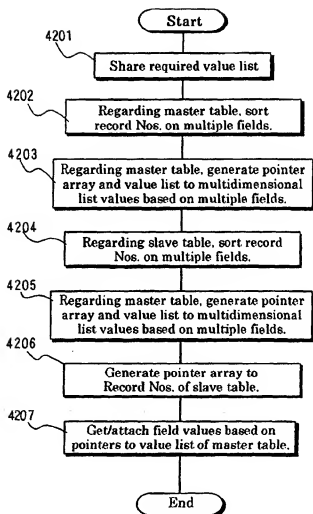 Start
4201
Share required value list
4202
Regarding master table, sort
record Nos. on multiple fields.
4203
Regarding master table, generate pointer
array and value list to multidimensional
list values based on multiple fields.
4204
Regarding slave table, sort record
Nos. on multiple fields.
4205
Regarding master table, generate pointer
array and value list to multidimensional
list values based on multiple fields.
4206
Generate pointer array to
Record Nos. of slave table.
4207
Get/attach field values based on
pointers to value list of master table.
End